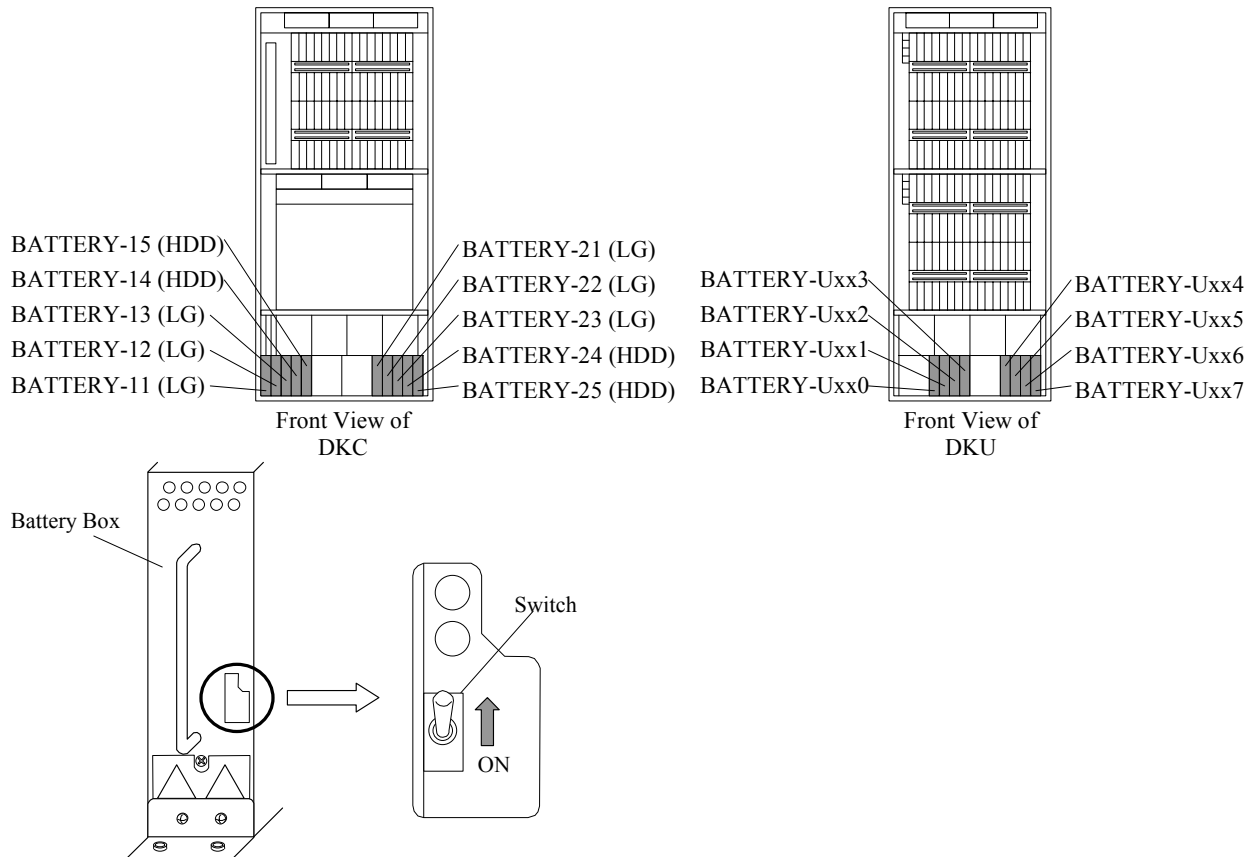 BATTERY-15 (HDD)
BATTERY-14 (HDD)
BATTERY-13 (LG)
BATTERY-12 (LG)
BATTERY-11 (LG)
BATTERY-21 (LG)
BATTERY-22 (LG)
BATTERY-23 (LG)
BATTERY-24 (HDD)
BATTERY-25 (HDD)
Front View of
DKC
BATTERY-Uxx3
BATTERY-Uxx2
BATTERY-Uxx1
BATTERY-Uxx0
BATTERY-Uxx4
BATTERY-Uxx5
BATTERY-Uxx6
BATTERY-Uxx7
Front View of
DKU
Battery Box
Switch
ON